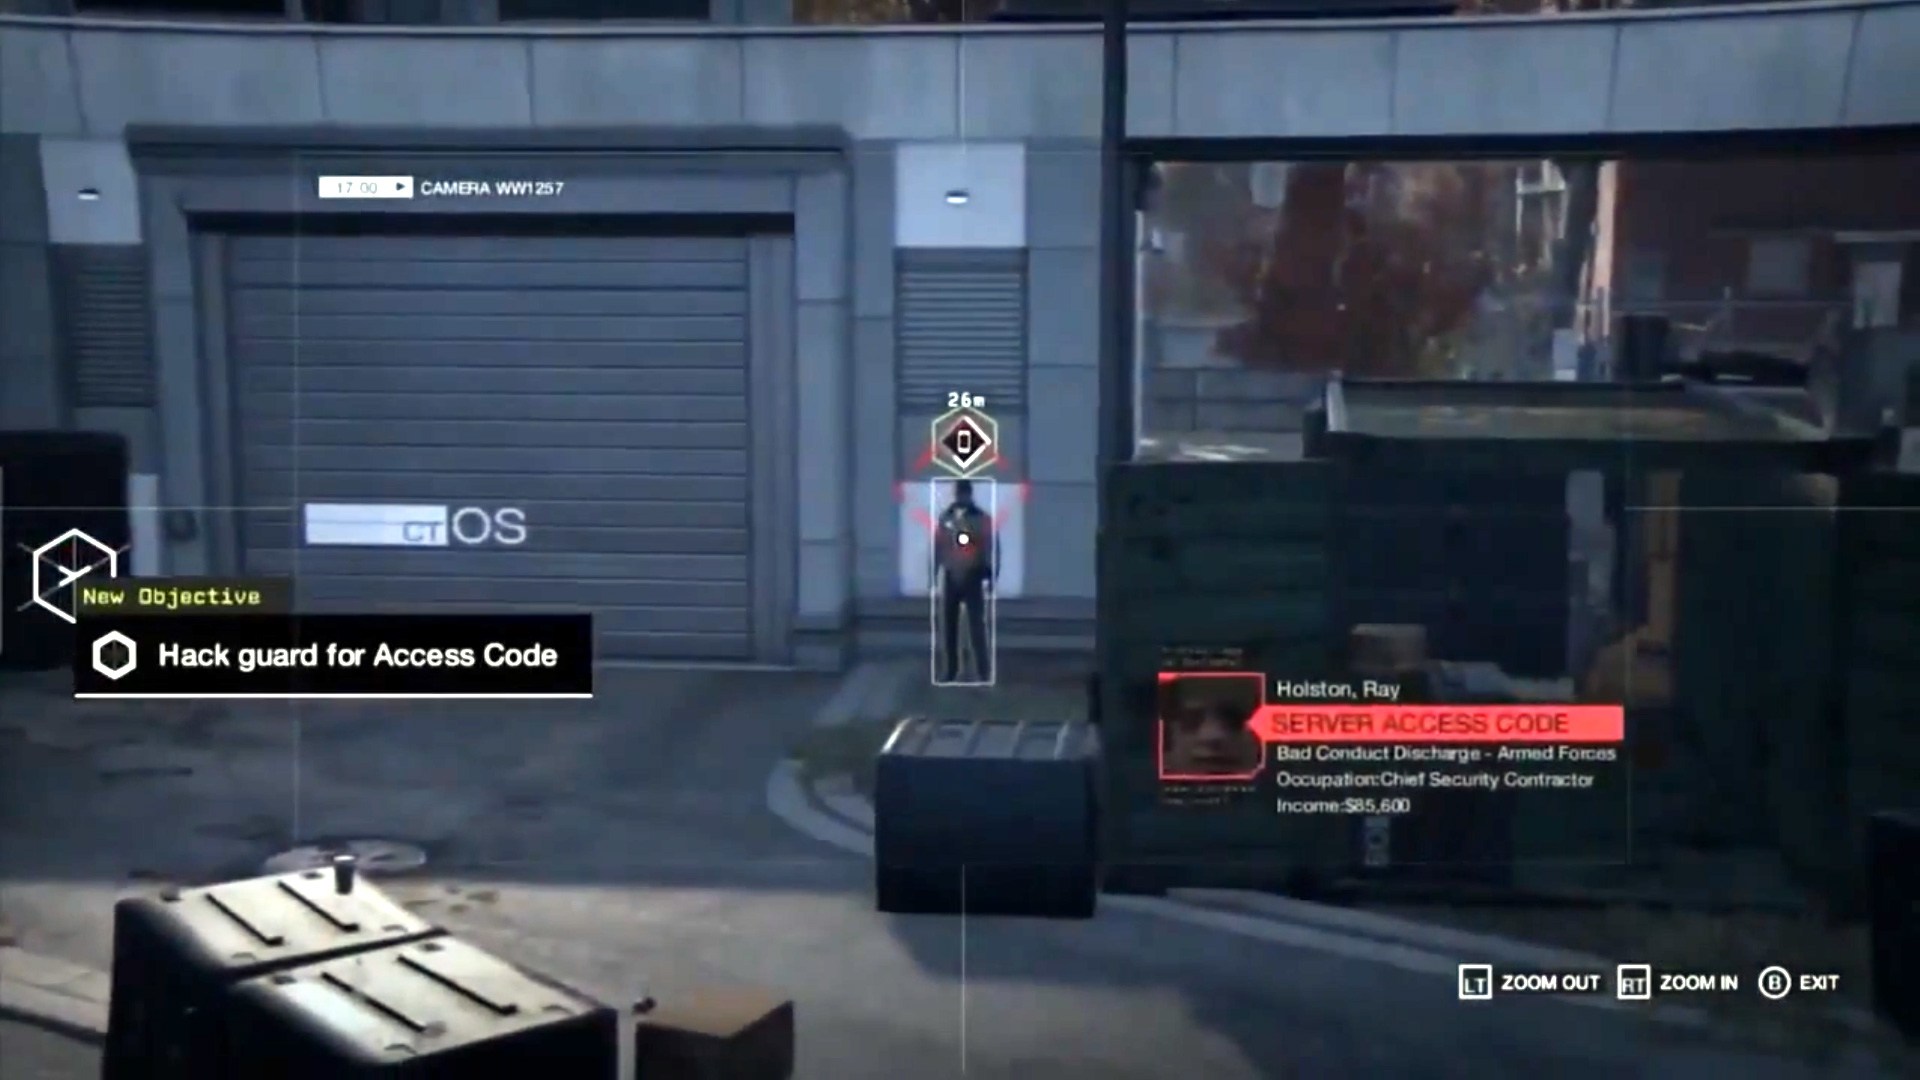 17 00 CAMERA WW1257
26m
CTOS
New Objective
Hack guard for Access Code
Holston, Ray
SERVER ACCESS CODE
Bad Conduct Discharge - Armed Forces
Occupation:Chief Security Contractor
Income:$85,600
LT ZOOM OUT RT ZOOM IN B EXIT